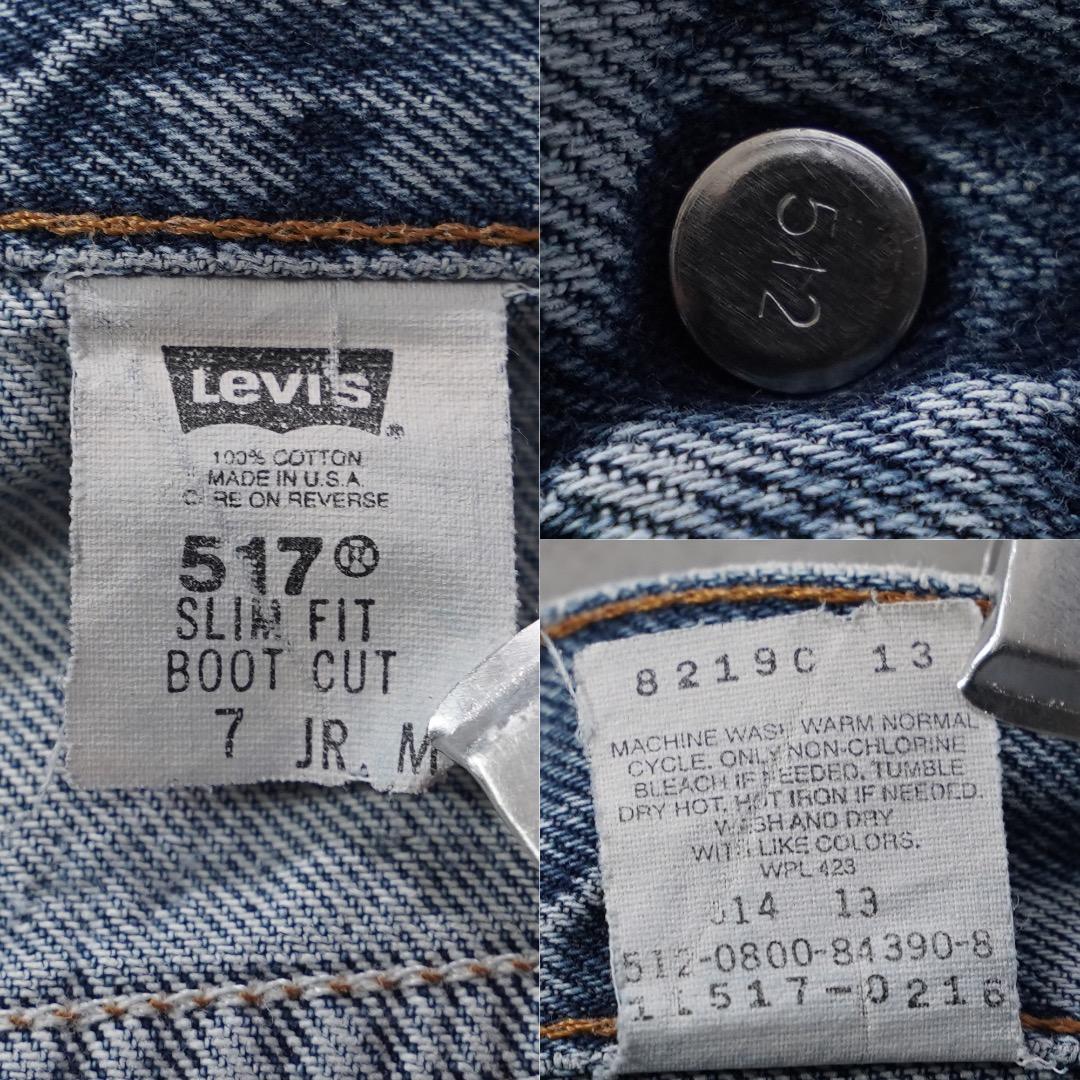 LEVI'S
100% COTTON
MADE IN U.S.A.
CARE ON REVERSE
517®
SLIM FIT
BOOT CUT
7 JR. M
512
8219C 13
MACHINE WASH WARM NORMAL
CYCLE. ONLY NON-CHLORINE
BLEACH IF NEEDED. TUMBLE
DRY HOT. HOT IRON IF NEEDED.
WASH AND DRY
WITH LIKE COLORS.
WPL 423
13
512-0800-84390-8
11517-0216